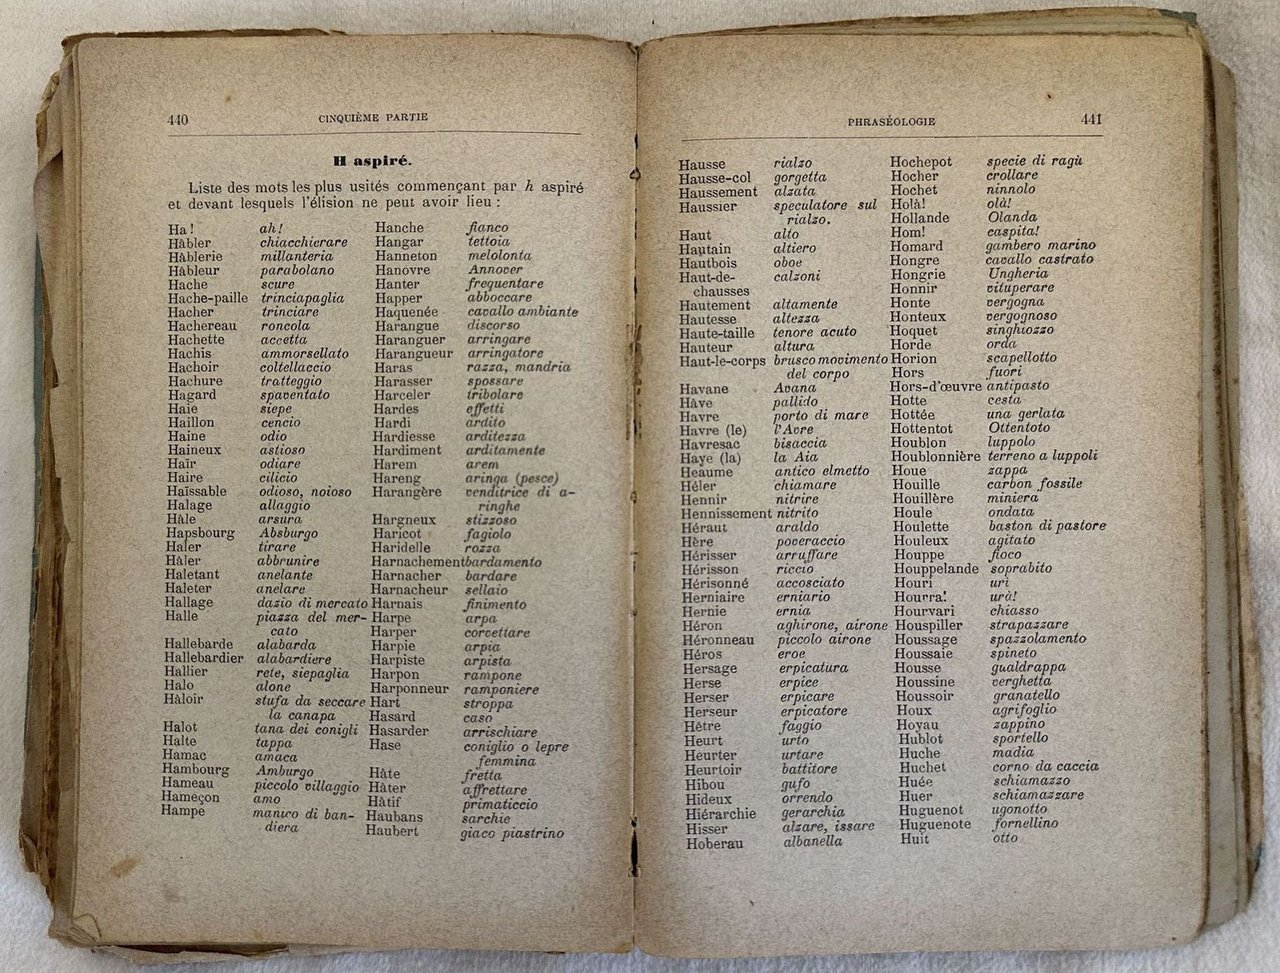 440
CINQUIÈME PARTIE
H aspiré.
Liste des mots les plus usités commençant par h aspiré
et devant lesquels l'élision ne peut avoir lieu :
Ha ! ah!
Hâbler chiacchierare
Hâblerie millanteria
Hâbleur parabolano
Hache scure
Hache-paille trinciapaglia
Hacher trinciare
Hachereau roncola
Hachette accetta
Hachis ammorsellato
Hachoir coltellaccio
Hachure tratteggio
Hagard spaventato
Haie siepe
Haillon cencio
Haine odio
Haineux astioso
Haïr odiare
Haire cilicio
Haïssable odioso, noioso
Halage allaggio
Hâle arsura
Hapsbourg Absburgo
Haler tirare
Hâler abbrunire
Haletant anelante
Haleter anelare
Hallage dazio di mercato
Halle piazza del mer-
cato
Hallebarde alabarda
Hallebardier alabardiere
Hallier rete, siepaglia
Halo alone
Hâloir stufa da seccare
la canapa
Halot tana dei conigli
Halte tappa
Hamac amaca
Hambourg Amburgo
Hameau piccolo villaggio
Hameçon amo
Hampe manico di ban-
diera
Hanche fianco
Hangar tettoia
Hanneton melolonta
Hanovre Annover
Hanter frequentare
Happer abboccare
Haquenée cavallo ambiante
Harangue discorso
Haranguer arringare
Harangueur arringatore
Haras razza, mandria
Harasser spossare
Harceler tribolare
Hardes effetti
Hardi ardito
Hardiesse arditezza
Hardiment arditamente
Harem arem
Hareng aringa (pesce)
Harangère venditrice di a-
ringhe
Hargneux stizzoso
Haricot fagiolo
Haridelle rozza
Harnachement bardamento
Harnacher bardare
Harnacheur sellaio
Harnais finimento
Harpe arpa
Harper corvettare
Harpie arpia
Harpiste arpista
Harpon rampone
Harponneur ramponiere
Hart stroppa
Hasard caso
Hasarder arrischiare
Hase coniglio o lepre
femmina
Hâte fretta
Hâter affrettare
Hâtif primaticcio
Haubans sarchie
Haubert giaco piastrino
PHRASÉOLOGIE
441
Hausse rialzo
Hausse-col gorgetta
Haussement alzata
Haussier speculatore sul
rialzo.
Haut alto
Hautain altiero
Hautbois oboe
Haut-de- calzoni
chausses
Hautement altamente
Hautesse altezza
Haute-taille tenore acuto
Hauteur altura
Haut-le-corps brusco movimento
del corpo
Havane Avana
Hâve pallido
Havre porto di mare
Havre (le) l'Avre
Havresac bisaccia
Haye (la) la Aia
Heaume antico elmetto
Héler chiamare
Hennir nitrire
Hennissement nitrito
Héraut araldo
Hère poveraccio
Hérisser arruffare
Hérisson riccio
Hérisonné accosciato
Herniaire erniario
Hernie ernia
Héron aghirone, airone
Héronneau piccolo airone
Héros eroe
Hersage erpicatura
Herse erpice
Herser erpicare
Herseur erpicatore
Hêtre faggio
Heurt urto
Heurter urtare
Heurtoir battitore
Hibou gufo
Hideux orrendo
Hiérarchie gerarchia
Hisser alzare, issare
Hoberau albanella
Hochepot specie di ragù
Hocher crollare
Hochet ninnolo
Holà! olà!
Hollande Olanda
Hom! caspita!
Homard gambero marino
Hongre cavallo castrato
Hongrie Ungheria
Honnir vituperare
Honte vergogna
Honteux vergognoso
Hoquet singhiozzo
Horde orda
Horion scapellotto
Hors fuori
Hors-d'œuvre antipasto
Hotte cesta
Hottée una gerlata
Hottentot Ottentoto
Houblon luppolo
Houblonnière terreno a luppoli
Houe zappa
Houille carbon fossile
Houillère miniera
Houle ondata
Houlette baston di pastore
Houleux agitato
Houppe fioco
Houppelande soprabito
Houri urì
Hourra! urà!
Hourvari chiasso
Houspiller strapazzare
Houssage spazzolamento
Houssaie spineto
Housse gualdrappa
Houssine verghetta
Houssoir granatello
Houx agrifoglio
Hoyau zappino
Hublot sportello
Huche madia
Huchet corno da caccia
Huée schiamazzo
Huer schiamazzare
Huguenot ugonotto
Huguenote fornellino
Huit otto